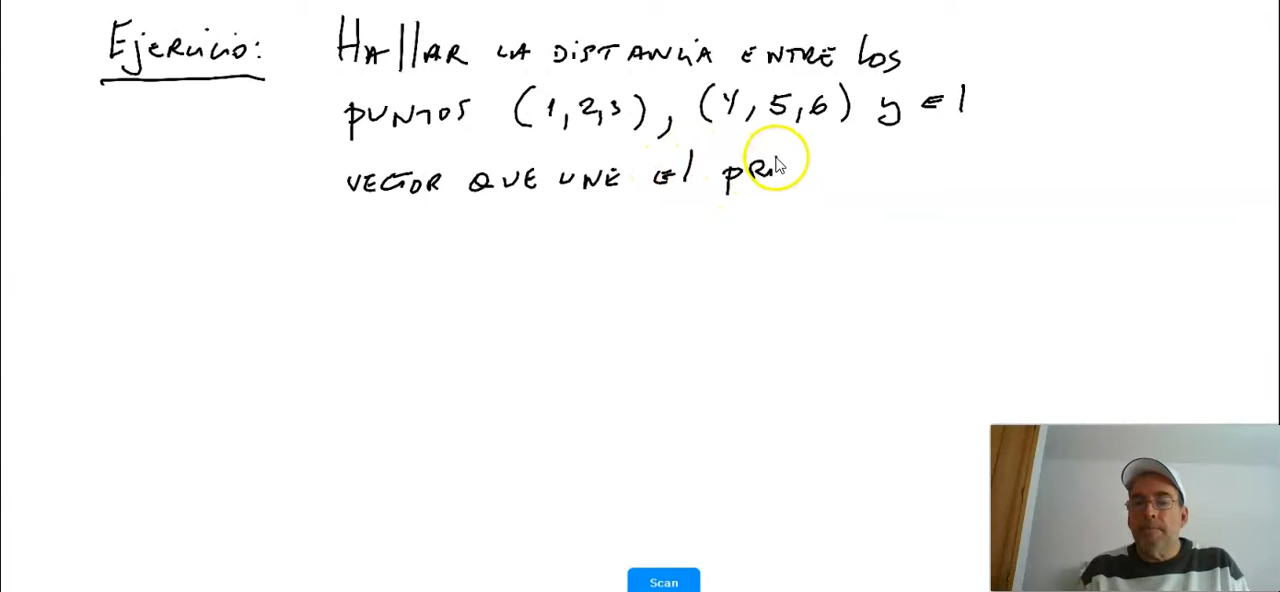 Ejercicio: Hallar la distancia entre los
puntos (1,2,3), (4,5,6) y el
vector que une el pri
Scan